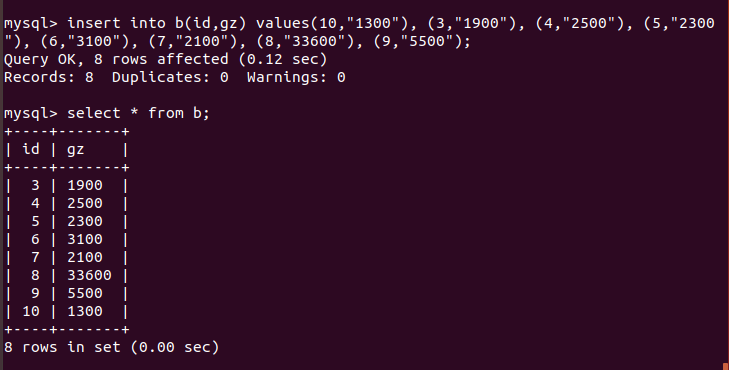 mysql> insert into b(id,gz) values(10,"1300"), (3,"1900"), (4,"2500"), (5,"2300
"), (6,"3100"), (7,"2100"), (8,"33600"), (9,"5500");
Query OK, 8 rows affected (0.12 sec)
Records: 8  Duplicates: 0  Warnings: 0
mysql> select * from b;
+----+-------+
| id | gz    |
+----+-------+
|  3 | 1900  |
|  4 | 2500  |
|  5 | 2300  |
|  6 | 3100  |
|  7 | 2100  |
|  8 | 33600 |
|  9 | 5500  |
| 10 | 1300  |
+----+-------+
8 rows in set (0.00 sec)